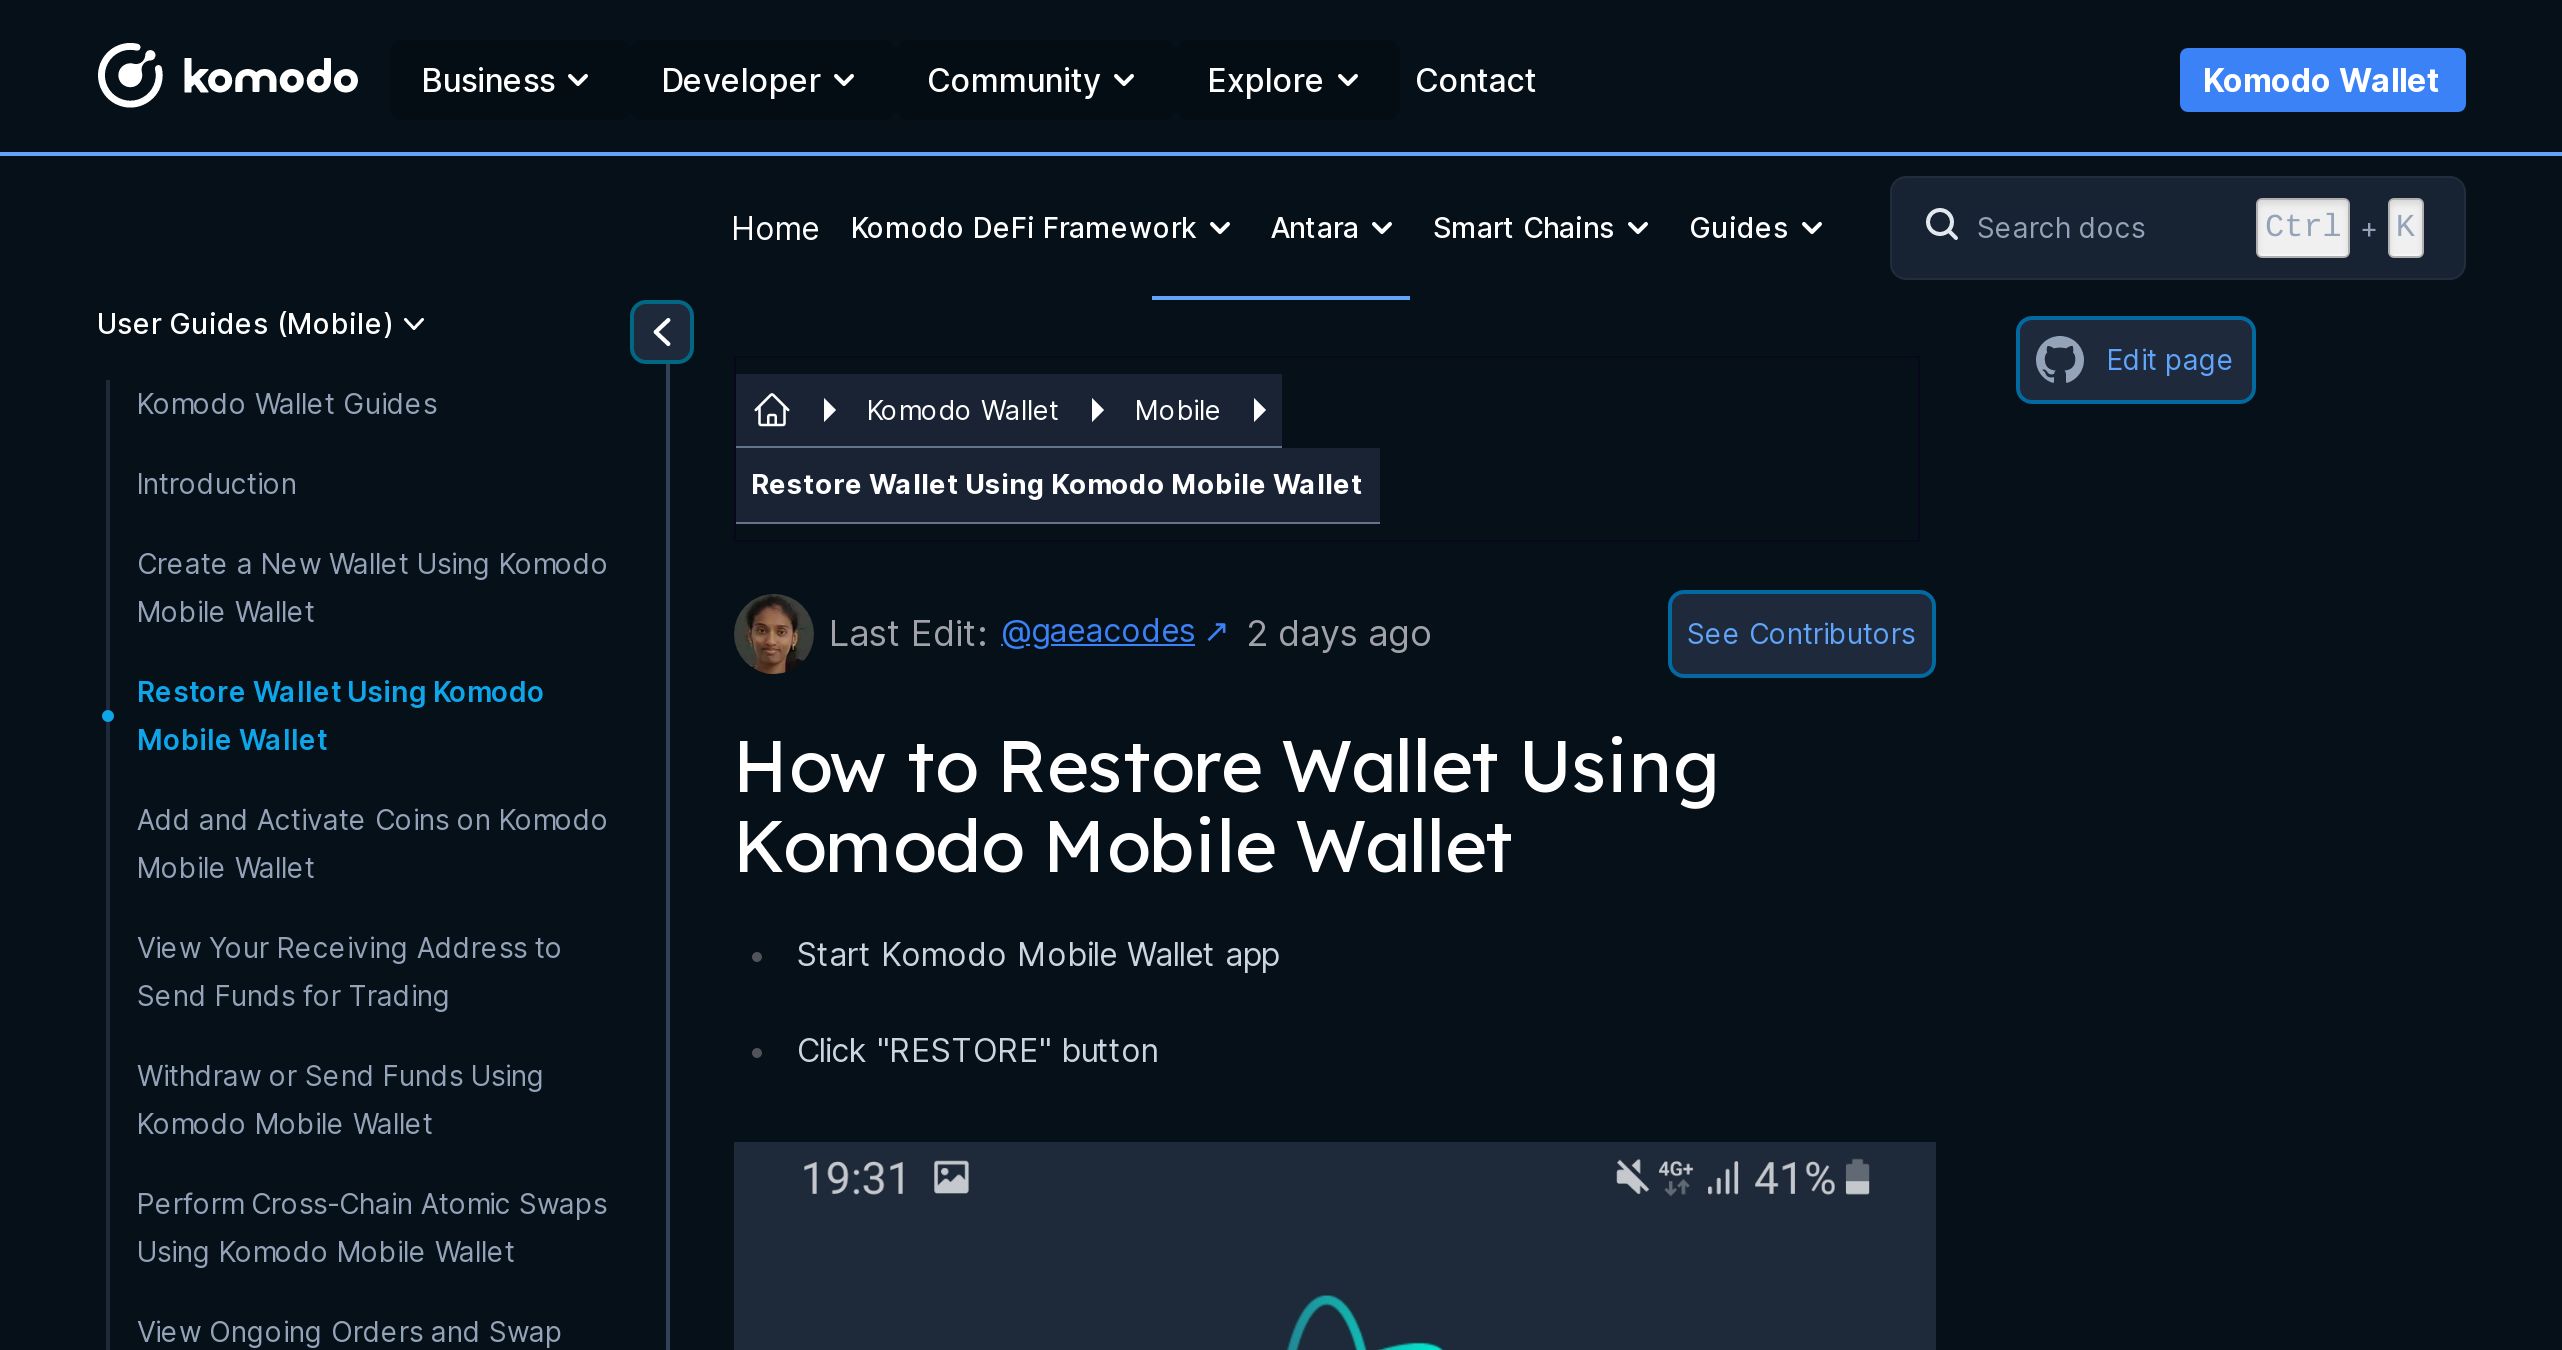 komodo
Business
Developer
Community
Explore
Contact
Komodo Wallet
Home
Komodo DeFi Framework
Antara
Smart Chains
Guides
Search docs
Ctrl + K
User Guides (Mobile)
Komodo Wallet Guides
Introduction
Create a New Wallet Using Komodo
Mobile Wallet
Restore Wallet Using Komodo
Mobile Wallet
Add and Activate Coins on Komodo
Mobile Wallet
View Your Receiving Address to
Send Funds for Trading
Withdraw or Send Funds Using
Komodo Mobile Wallet
Perform Cross-Chain Atomic Swaps
Using Komodo Mobile Wallet
View Ongoing Orders and Swap
Edit page
Komodo Wallet
Mobile
Restore Wallet Using Komodo Mobile Wallet
Last Edit: @gaeacodes ↗ 2 days ago
See Contributors
How to Restore Wallet Using
Komodo Mobile Wallet
• Start Komodo Mobile Wallet app
• Click "RESTORE" button
19:31
4G+
41%